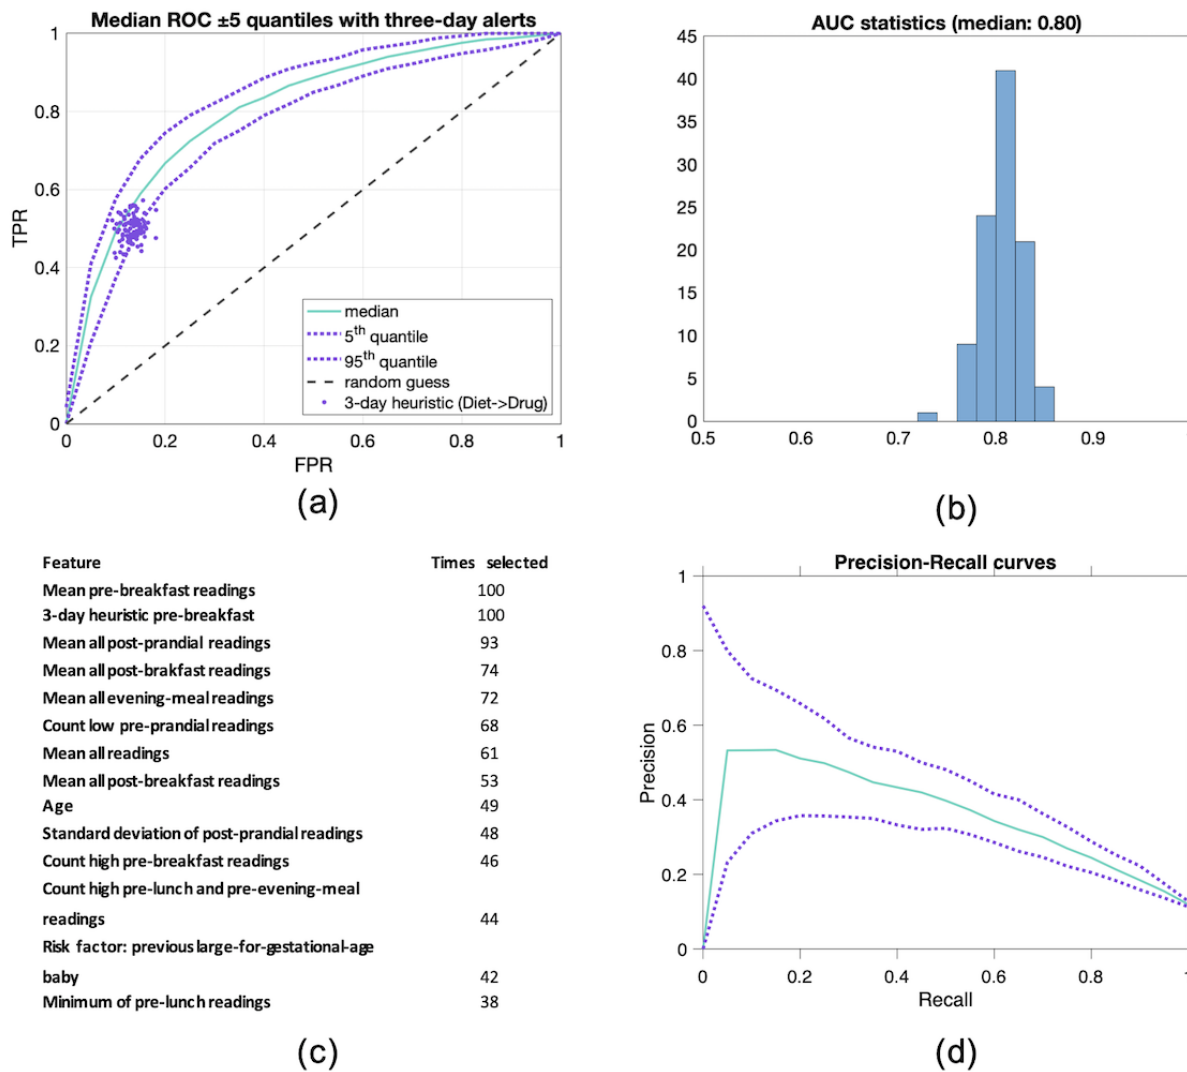 Median ROC ±5 quantiles with three-day alerts
1
0.8
0.6
0.4
0.2
0
TPR
0 0.2 0.4 0.6 0.8 1
FPR
median
5th quantile
95th quantile
random guess
3-day heuristic (Diet->Drug)
(a)
AUC statistics (median: 0.80)
45
40
35
30
25
20
15
10
5
0
0.5 0.6 0.7 0.8 0.9
(b)
Feature Times selected
Mean pre-breakfast readings 100
3-day heuristic pre-breakfast 100
Mean all post-prandial readings 93
Mean all post-brakfast readings 74
Mean all evening-meal readings 72
Count low pre-prandial readings 68
Mean all readings 61
Mean all post-breakfast readings 53
Age 49
Standard deviation of post-prandial readings 48
Count high pre-breakfast readings 46
Count high pre-lunch and pre-evening-meal
readings 44
Risk factor: previous large-for-gestational-age
baby 42
Minimum of pre-lunch readings 38
(c)
Precision-Recall curves
1
0.8
0.6
0.4
0.2
0
Precision
0 0.2 0.4 0.6 0.8
Recall
(d)